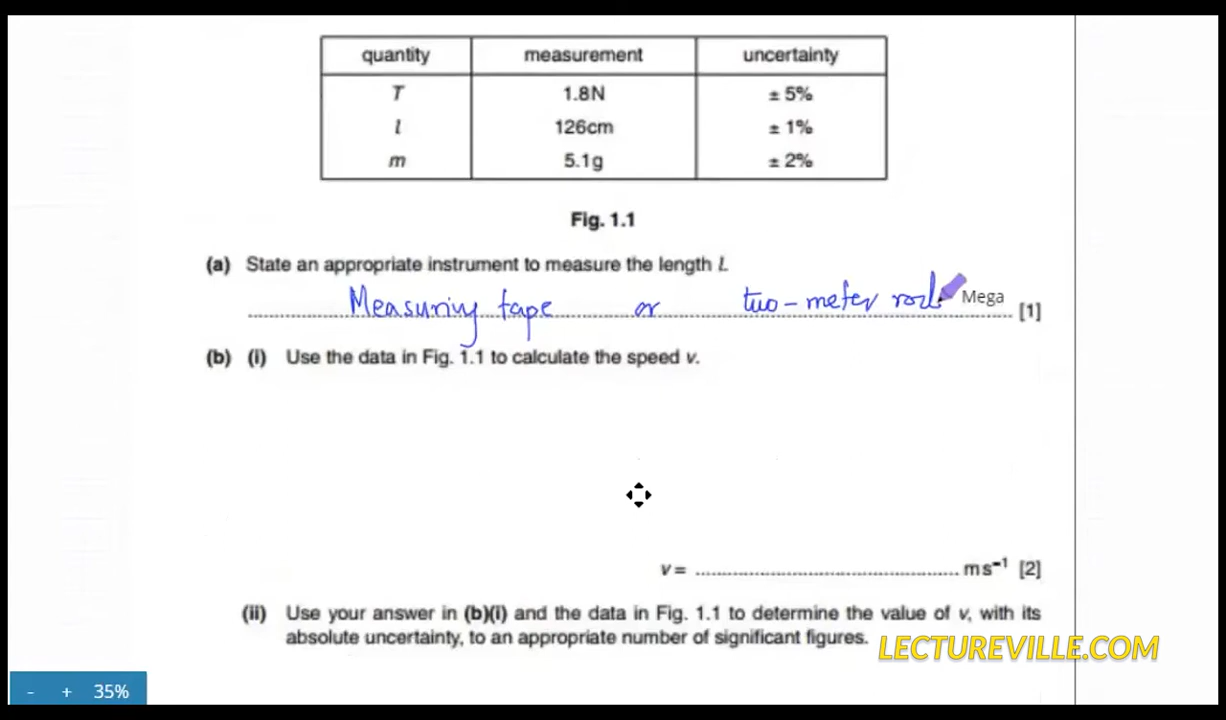 quantity measurement uncertainty
T 1.8N ± 5%
l 126cm ± 1%
m 5.1g ± 2%
Fig. 1.1
(a) State an appropriate instrument to measure the length l.
Measuring tape or two-meter rod Mega
[1]
(b) (i) Use the data in Fig. 1.1 to calculate the speed v.
v = ms⁻¹ [2]
(ii) Use your answer in (b)(i) and the data in Fig. 1.1 to determine the value of v, with its
absolute uncertainty, to an appropriate number of significant figures.
LECTUREVILLE.COM
- + 35%